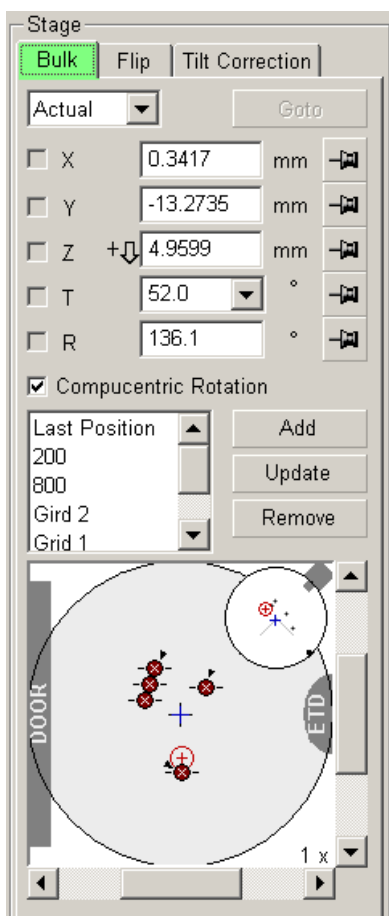 Stage
Bulk Flip Tilt Correction
Actual Goto
X 0.3417 mm
Y -13.2735 mm
Z + 4.9599 mm
T 52.0 °
R 136.1 °
Compucentric Rotation
Last Position Add
200
800 Update
Gird 2 Remove
Grid 1
DOOR
ETD
1 x